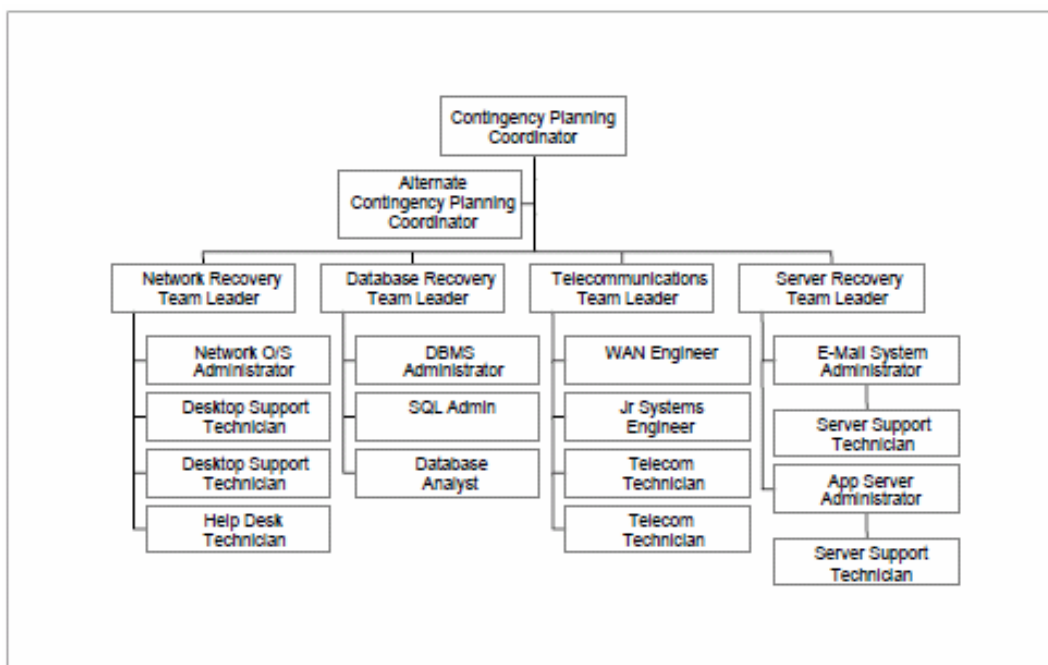 Contingency Planning
Coordinator
Alternate
Contingency Planning
Coordinator
Network Recovery
Team Leader
Network O/S
Administrator
Desktop Support
Technician
Desktop Support
Technician
Help Desk
Technician
Database Recovery
Team Leader
DBMS
Administrator
SQL Admin
Database
Analyst
Telecommunications
Team Leader
WAN Engineer
Jr Systems
Engineer
Telecom
Technician
Telecom
Technician
Server Recovery
Team Leader
E-Mail System
Administrator
Server Support
Technician
App Server
Administrator
Server Support
Technician